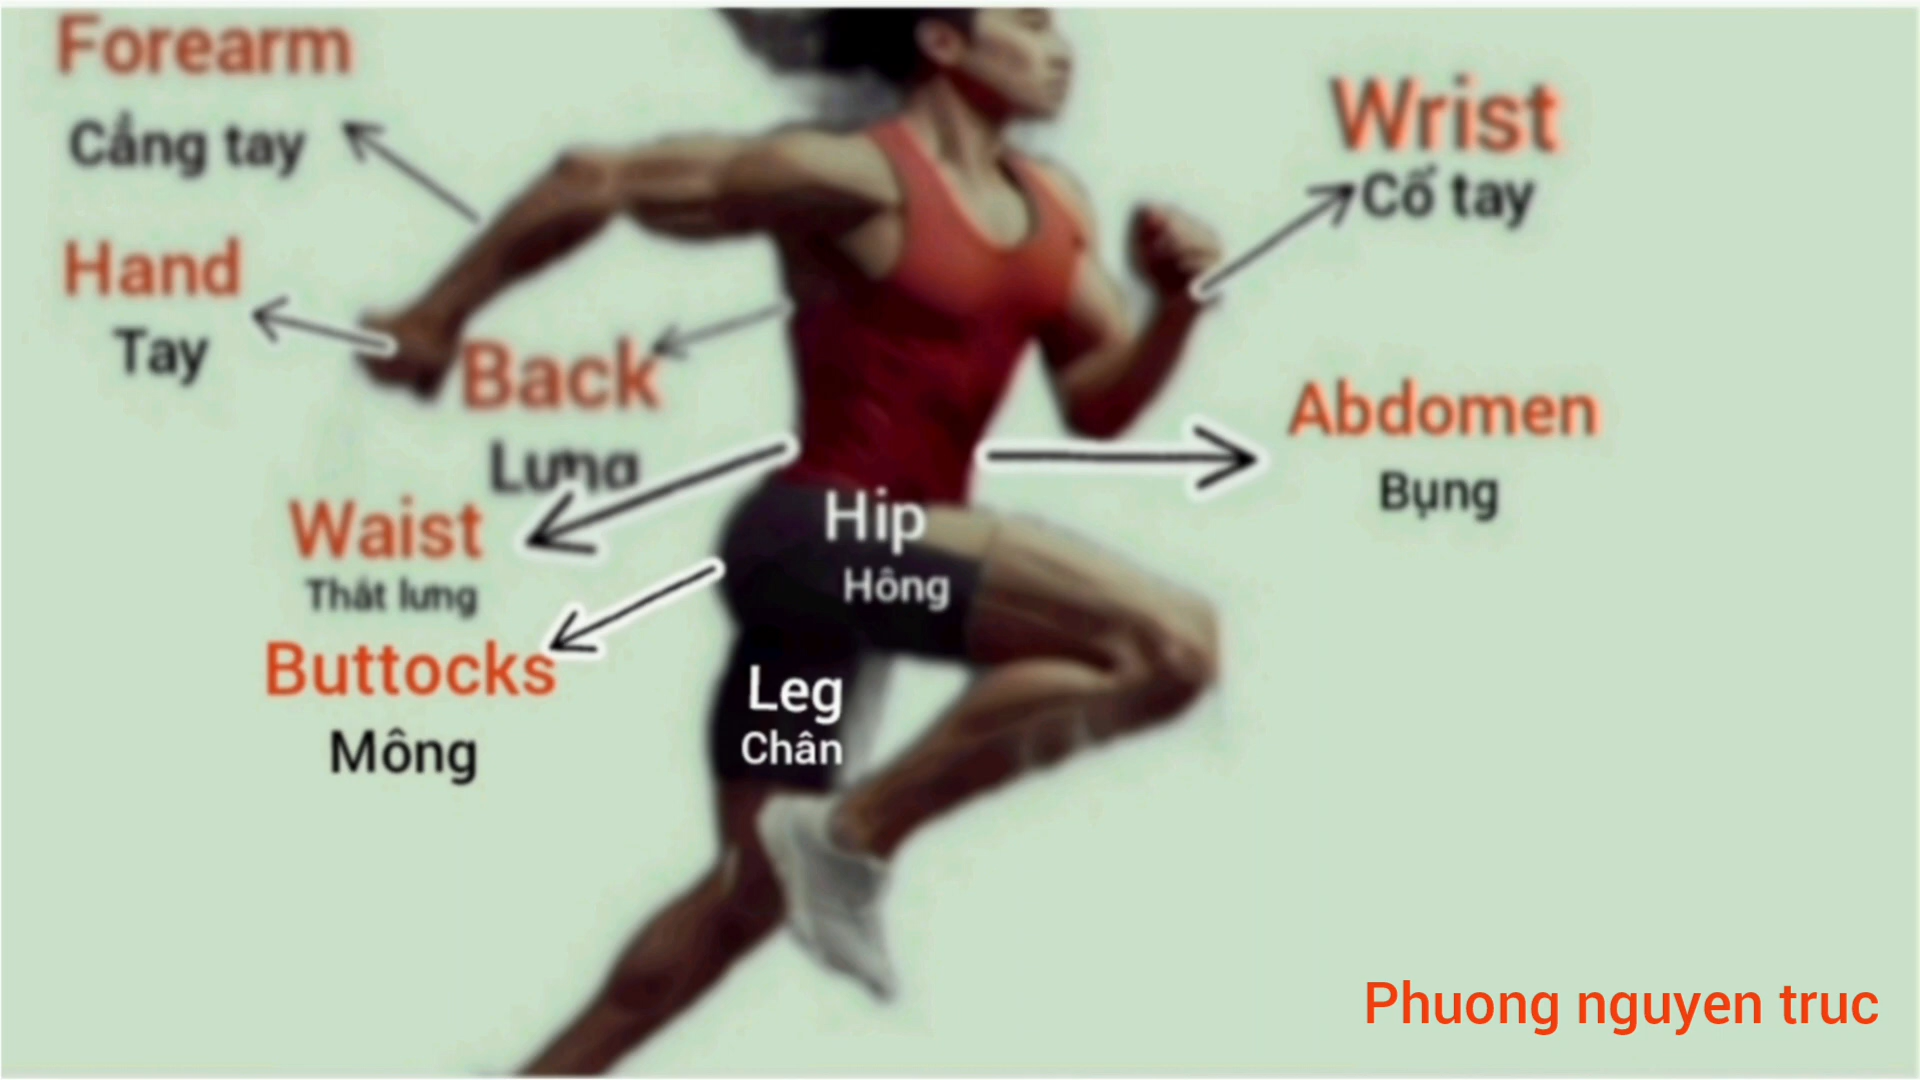 Forearm
Cẳng tay
Wrist
Cổ tay
Hand
Tay
Back
Lưng
Abdomen
Bụng
Waist
Thắt lưng
Hip
Hông
Buttocks
Mông
Leg
Chân
Phuong nguyen truc